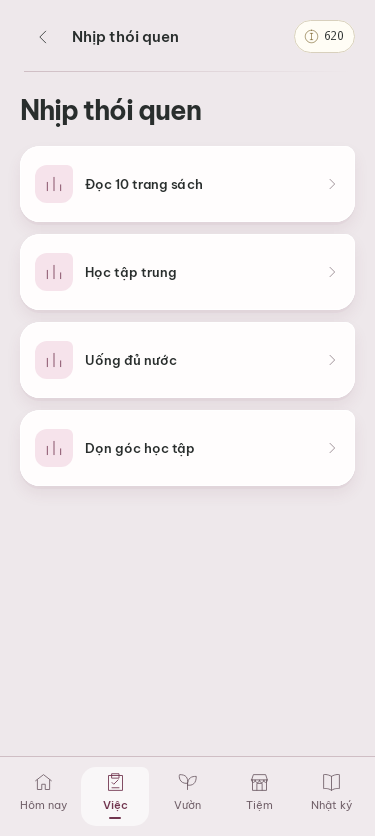 Nhịp thói quen
620
Nhịp thói quen
Đọc 10 trang sách
Học tập trung
Uống đủ nước
Dọn góc học tập
Hôm nay
Việc
Vườn
Tiệm
Nhật ký